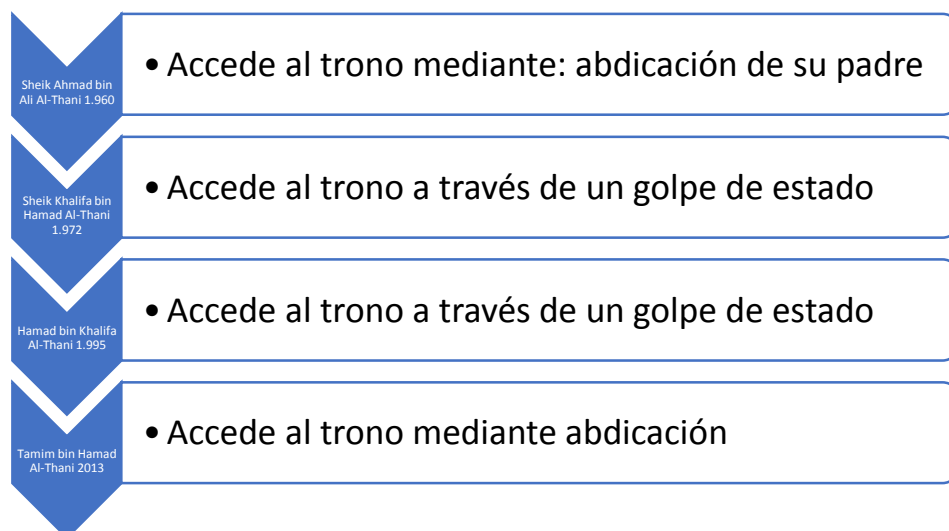 Sheik Ahmad bin
Ali Al-Thani 1.960
• Accede al trono mediante: abdicación de su padre
Sheik Khalifa bin
Hamad Al-Thani
1.972
• Accede al trono a través de un golpe de estado
Hamad bin Khalifa
Al-Thani 1.995
• Accede al trono a través de un golpe de estado
Tamim bin Hamad
Al-Thani 2013
• Accede al trono mediante abdicación